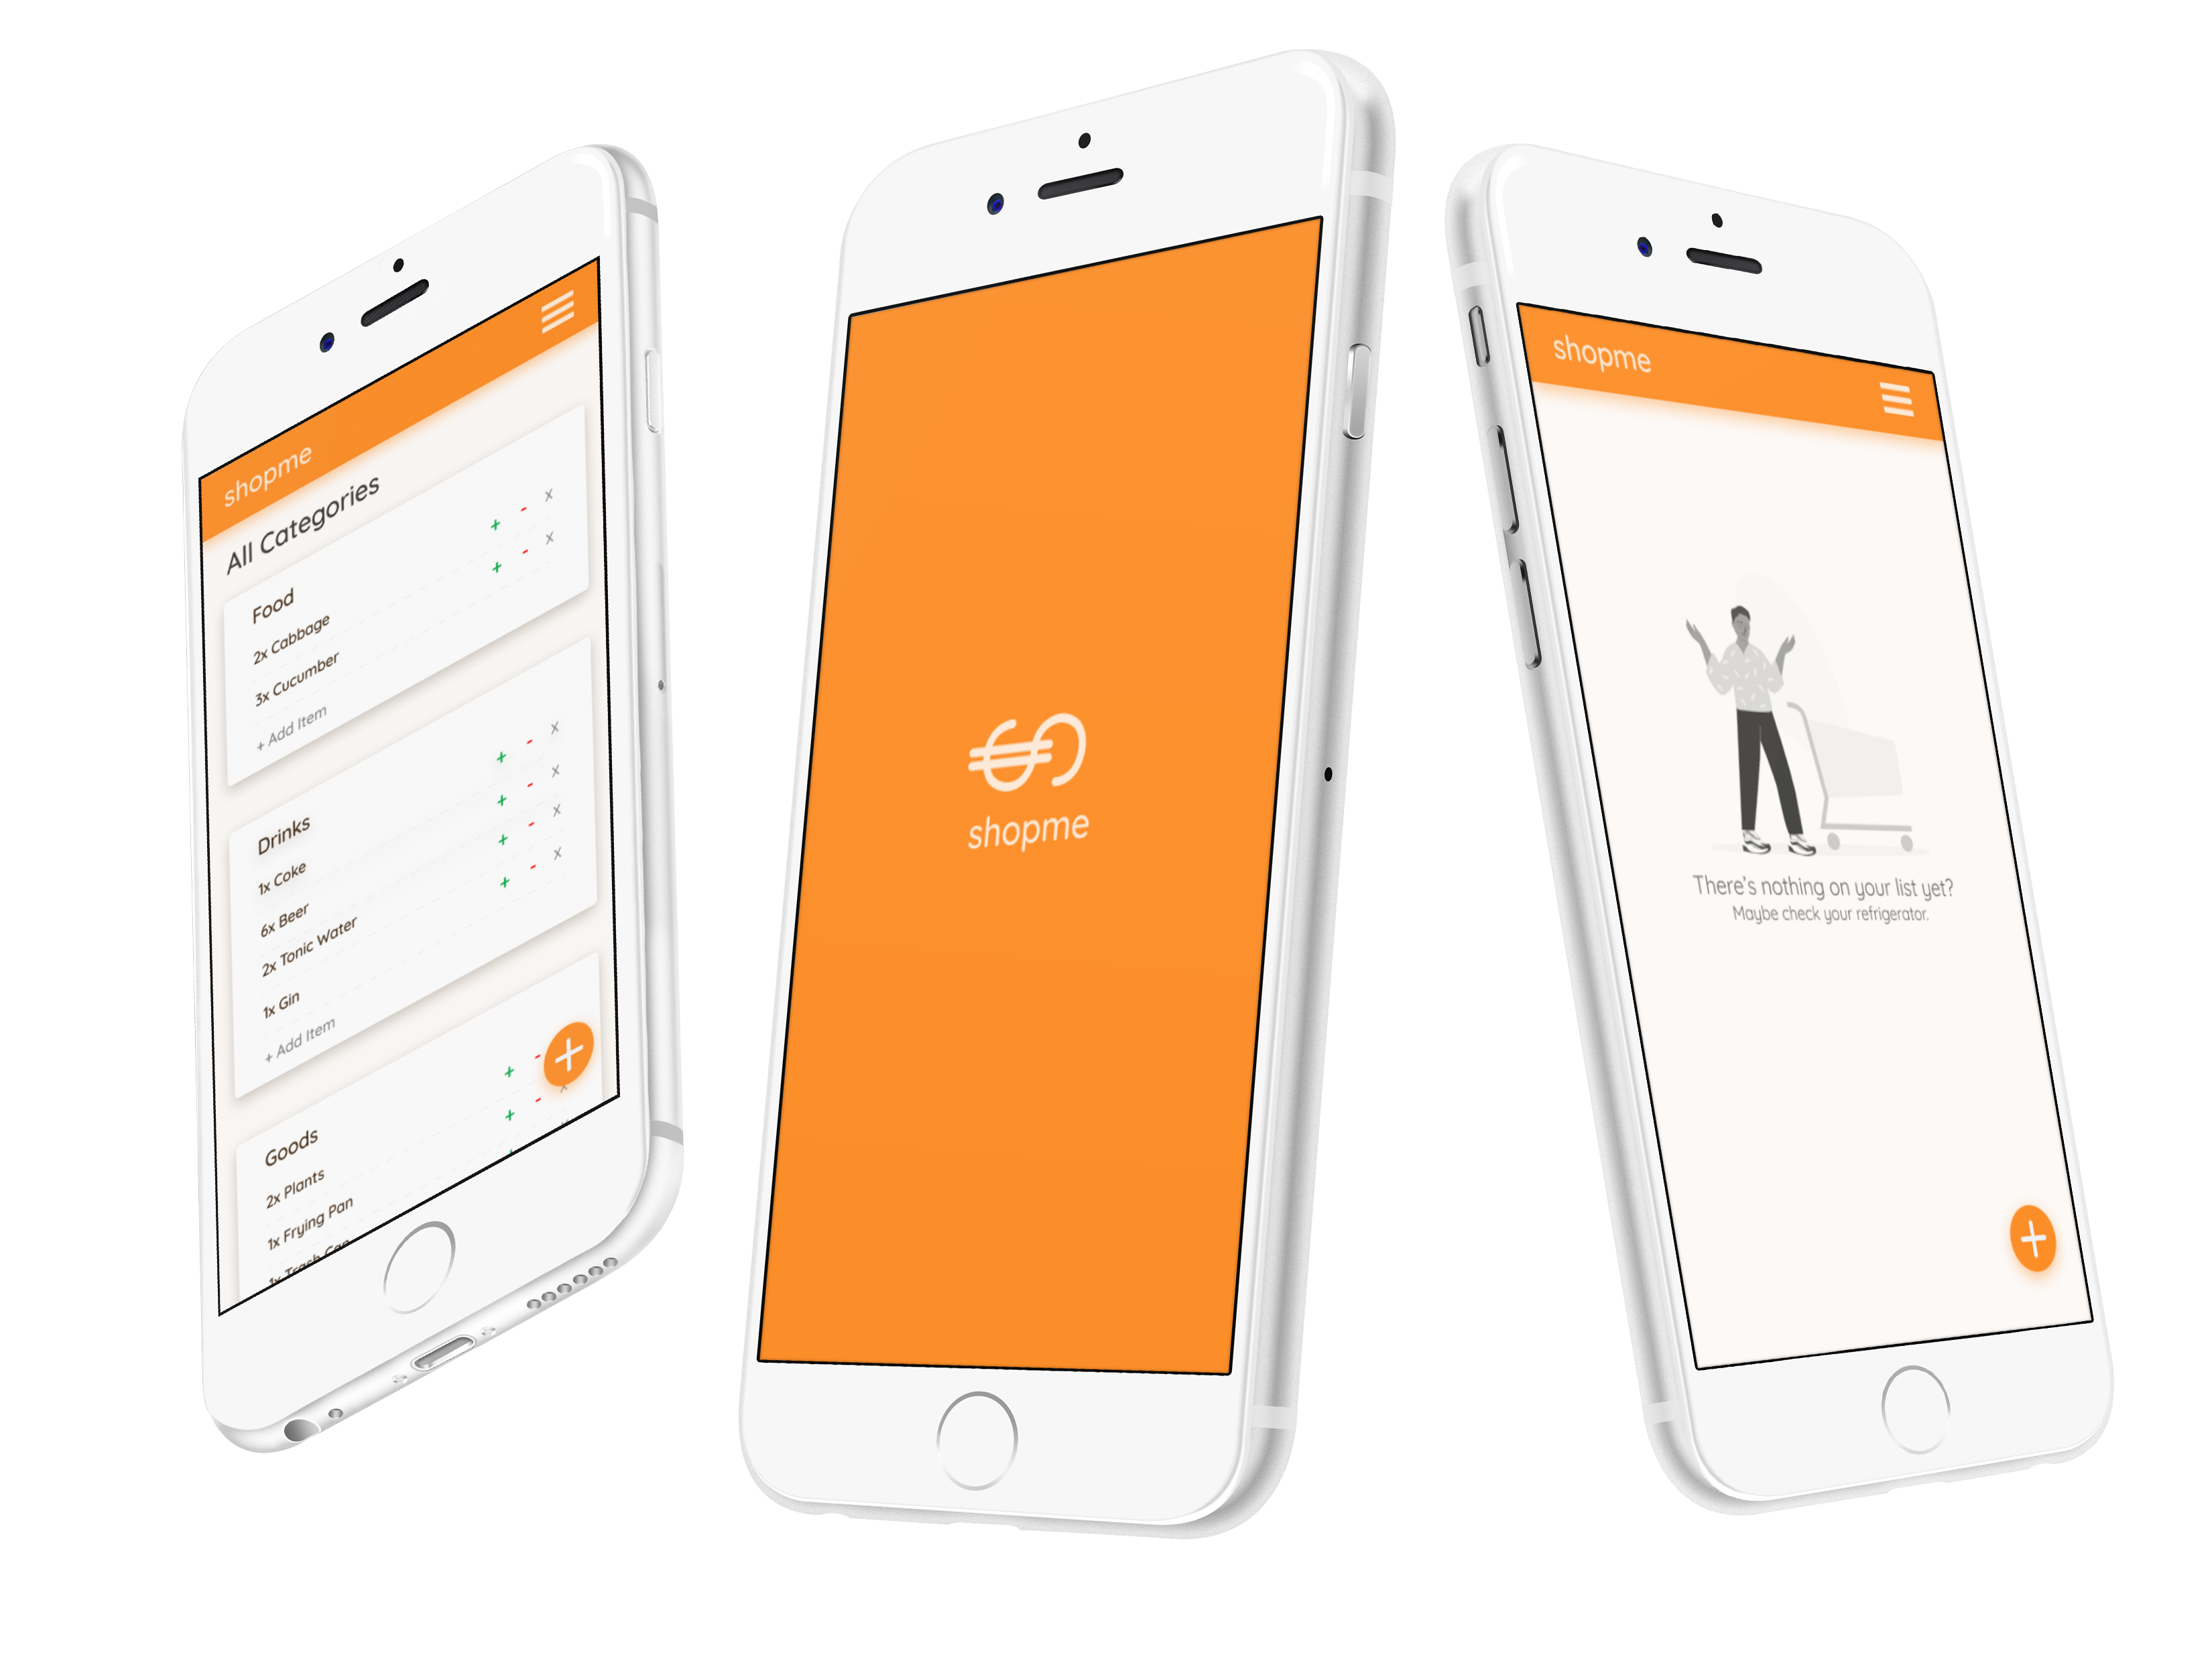 shopme
All Categories
Food
2x Cabbage
3x Cucumber
+ Add Item
Drinks
1x Coke
6x Beer
2x Tonic Water
1x Gin
+ Add Item
Goods
2x Plants
1x Frying Pan
1x Trash Can
shopme
shopme
There's nothing on your list yet?
Maybe check your refrigerator.